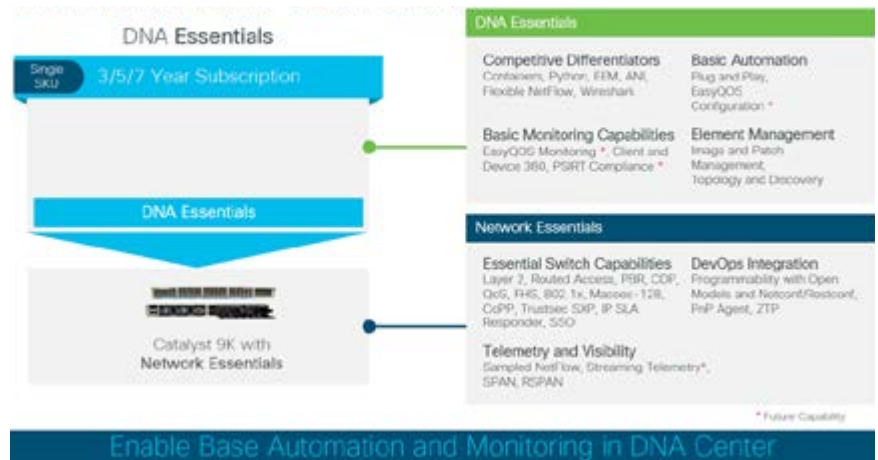 DNA Essentials
Single
SKU
3/5/7 Year Subscription
DNA Essentials
Catalyst 9K with
Network Essentials
DNA Essentials
Competitive Differentiators
Containers, Python, EEM, ANI,
Flexible NetFlow, Wireshark
Basic Automation
Plug and Play,
EasyQOS
Configuration *
Basic Monitoring Capabilities
EasyQOS Monitoring *, Client and
Device 360, PSIRT Compliance *
Element Management
Image and Patch
Management,
Topology and Discovery
Network Essentials
Essential Switch Capabilities
Layer 2, Routed Access, PBR, CDP,
QoS, FHS, 802.1x, Macsec-128,
CoPP, Trustsec SXP, IP SLA
Responder, SSO
DevOps Integration
Programmability with Open
Models and Netconf/Restconf,
PnP Agent, ZTP
Telemetry and Visibility
Sampled NetFlow, Streaming Telemetry*,
SPAN, RSPAN
* Future Capability
Enable Base Automation and Monitoring in DNA Center